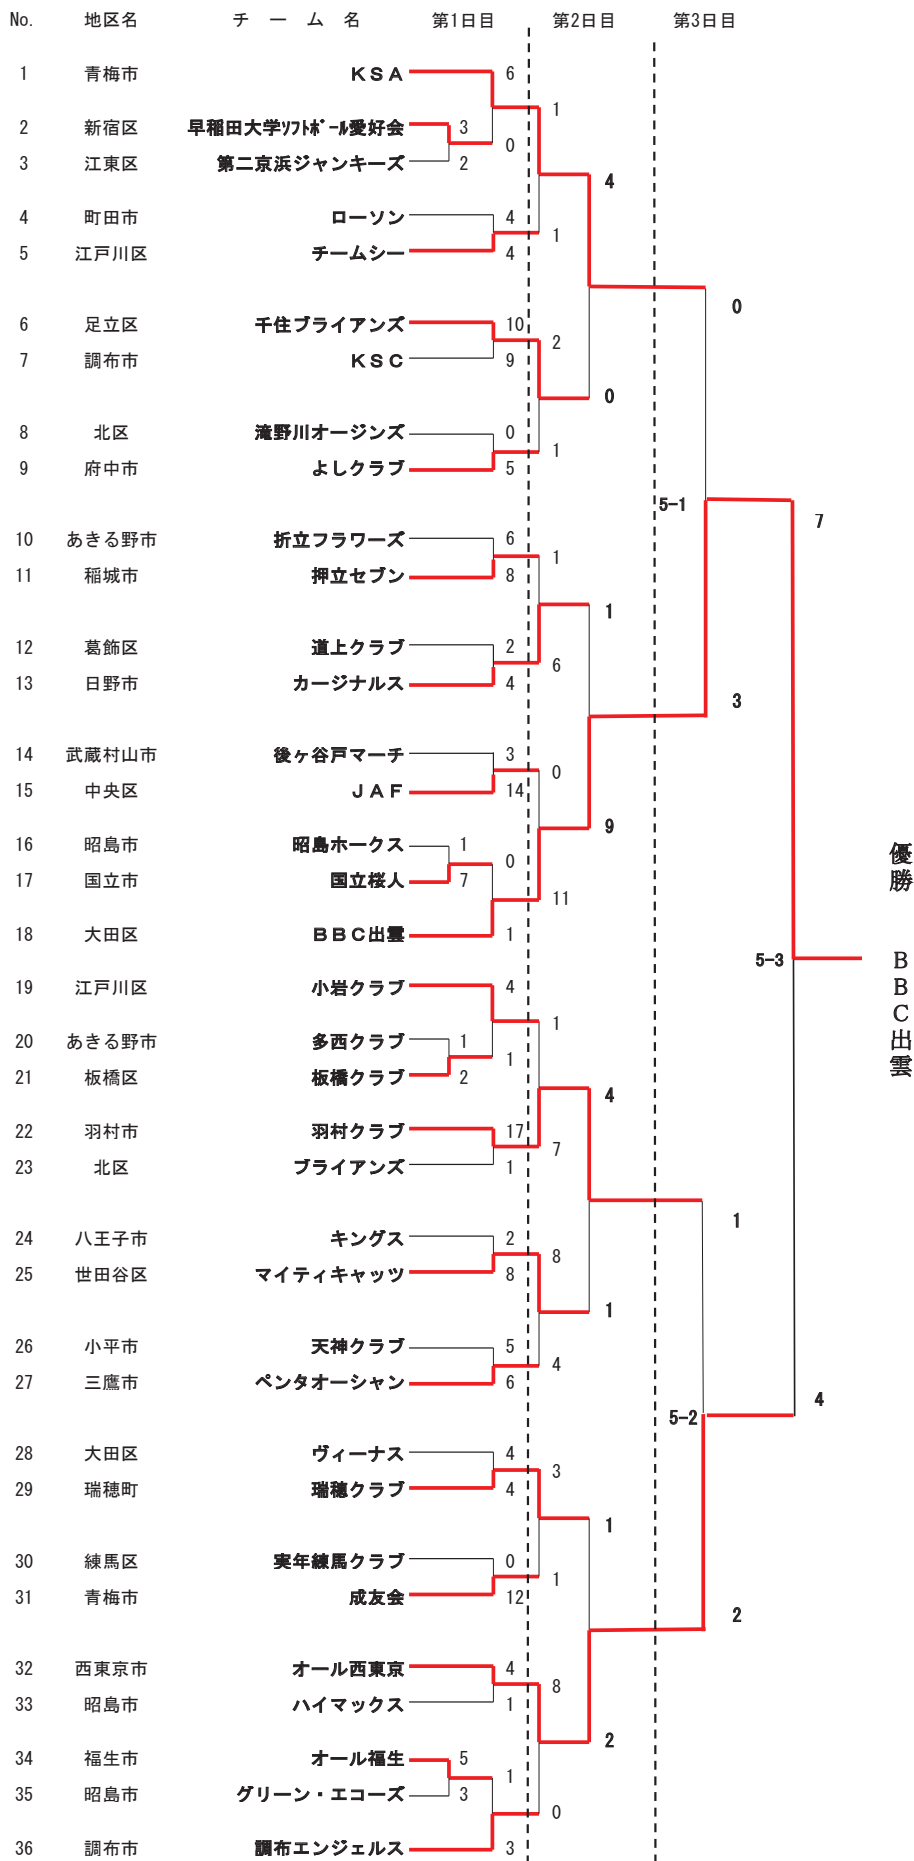 No. 地区名 チーム名 第1日目 第2日目 第3日目
1 青梅市 KSA 6
1
2 新宿区 早稲田大学ソフトボール愛好会 3
0
3 江東区 第二京浜ジャンキーズ 2
4
4 町田市 ローソン 4
1
5 江戸川区 チームシー 4
0
6 足立区 千住ブライアンズ 10
2
7 調布市 KSC 9
0
8 北区 滝野川オージンズ 0
1
9 府中市 よしクラブ 5
5-1
7
10 あきる野市 折立フラワーズ 6
1
11 稲城市 押立セブン 8
1
12 葛飾区 道上クラブ 2
6
13 日野市 カージナルス 4
3
14 武蔵村山市 後ヶ谷戸マーチ 3
0
15 中央区 JAF 14
9
16 昭島市 昭島ホークス 1
0
17 国立市 国立桜人 7
11
18 大田区 BBC出雲 1
優勝 BBC出雲
5-3
19 江戸川区 小岩クラブ 4
1
20 あきる野市 多西クラブ 1
1
21 板橋区 板橋クラブ 2
4
22 羽村市 羽村クラブ 17
7
23 北区 ブライアンズ 1
1
24 八王子市 キングス 2
8
25 世田谷区 マイティキャッツ 8
1
26 小平市 天神クラブ 5
4
27 三鷹市 ペンタオーシャン 6
4
5-2
28 大田区 ヴィーナス 4
3
29 瑞穂町 瑞穂クラブ 4
1
30 練馬区 実年練馬クラブ 0
1
31 青梅市 成友会 12
2
32 西東京市 オール西東京 4
8
33 昭島市 ハイマックス 1
2
34 福生市 オール福生 5
1
35 昭島市 グリーン・エコーズ 3
0
36 調布市 調布エンジェルス 3